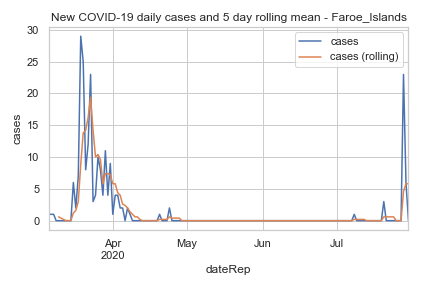 New COVID-19 daily cases and 5 day rolling mean - Faroe_Islands
cases
cases (rolling)
30
25
20
15
10
5
0
cases
Apr
2020
May
Jun
Jul
dateRep